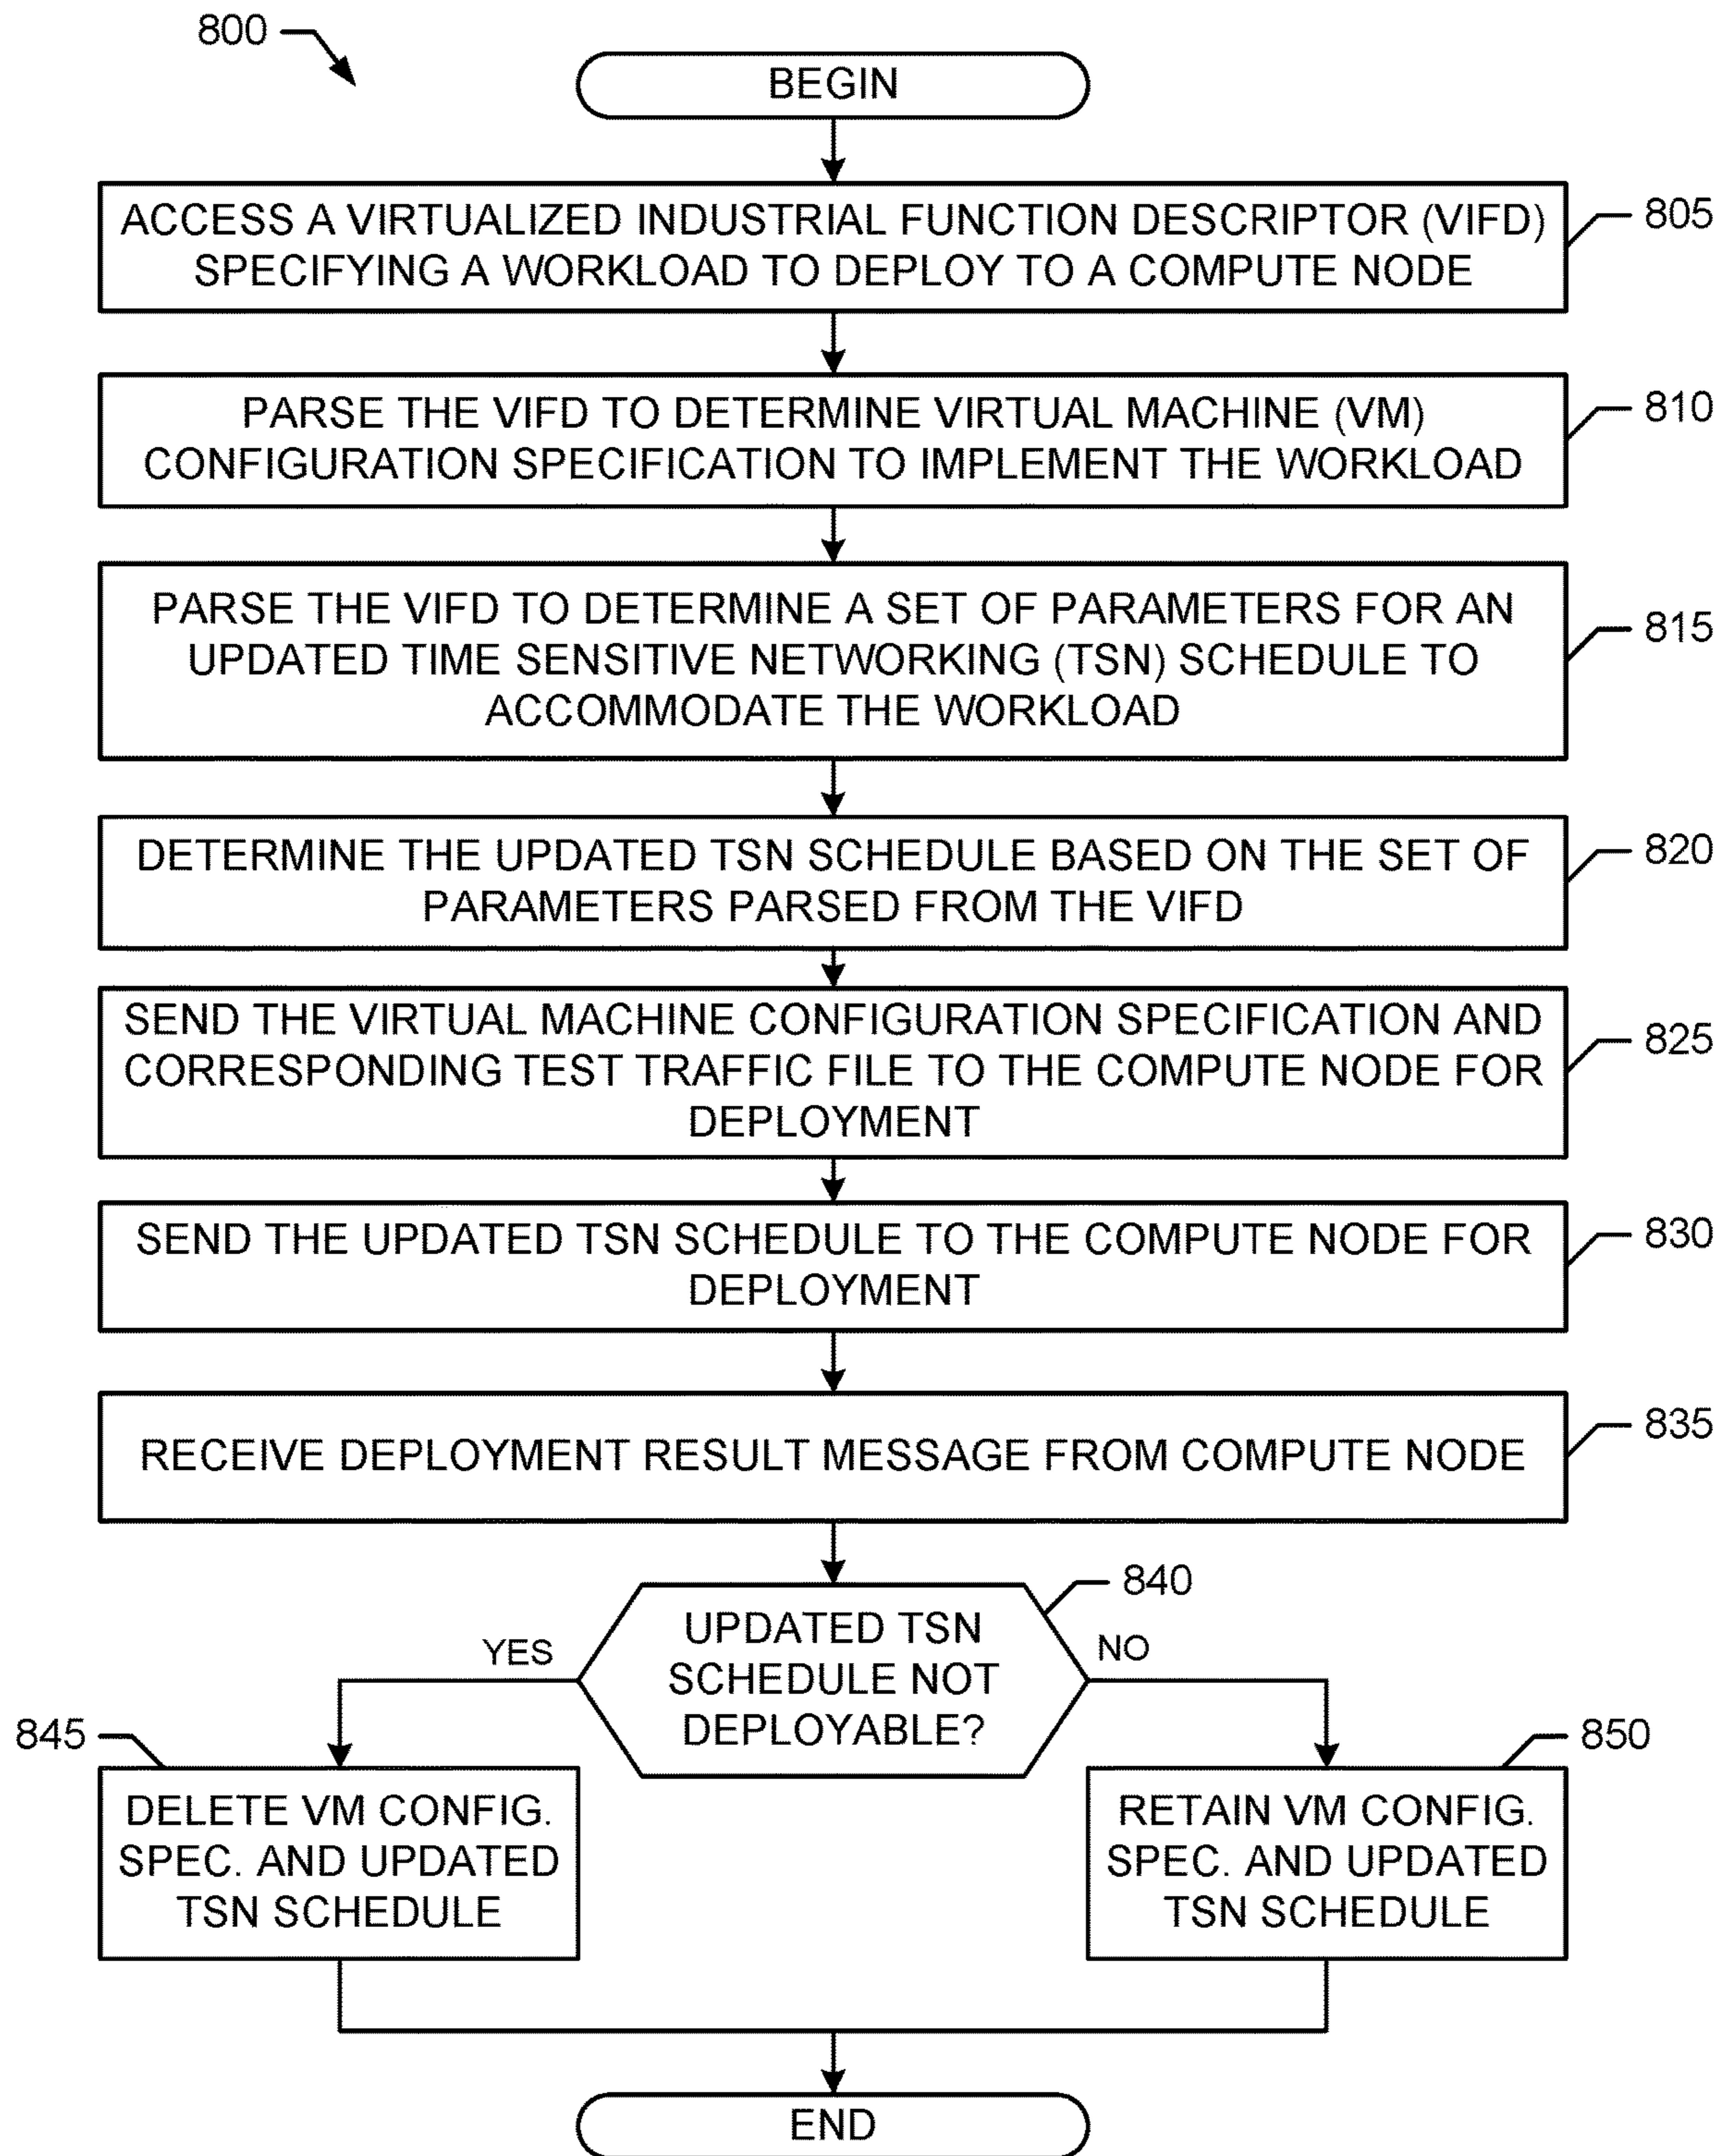 800
BEGIN
ACCESS A VIRTUALIZED INDUSTRIAL FUNCTION DESCRIPTOR (VIFD)
SPECIFYING A WORKLOAD TO DEPLOY TO A COMPUTE NODE
805
PARSE THE VIFD TO DETERMINE VIRTUAL MACHINE (VM)
CONFIGURATION SPECIFICATION TO IMPLEMENT THE WORKLOAD
810
PARSE THE VIFD TO DETERMINE A SET OF PARAMETERS FOR AN
UPDATED TIME SENSITIVE NETWORKING (TSN) SCHEDULE TO
ACCOMMODATE THE WORKLOAD
815
DETERMINE THE UPDATED TSN SCHEDULE BASED ON THE SET OF
PARAMETERS PARSED FROM THE VIFD
820
SEND THE VIRTUAL MACHINE CONFIGURATION SPECIFICATION AND
CORRESPONDING TEST TRAFFIC FILE TO THE COMPUTE NODE FOR
DEPLOYMENT
825
SEND THE UPDATED TSN SCHEDULE TO THE COMPUTE NODE FOR
DEPLOYMENT
830
RECEIVE DEPLOYMENT RESULT MESSAGE FROM COMPUTE NODE
835
840
UPDATED TSN
SCHEDULE NOT
DEPLOYABLE?
YES
NO
845
DELETE VM CONFIG.
SPEC. AND UPDATED
TSN SCHEDULE
850
RETAIN VM CONFIG.
SPEC. AND UPDATED
TSN SCHEDULE
END